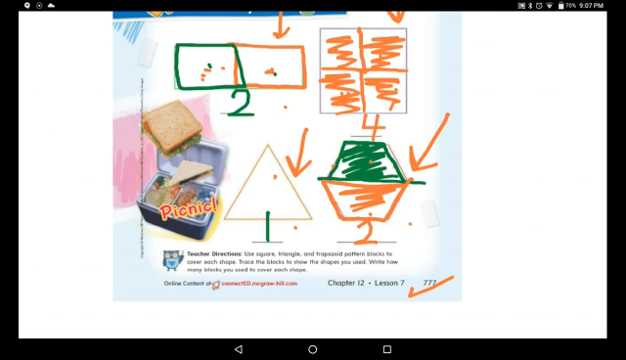 70% 9:07 PM
2
4
Picnic!
1
2
Teacher Directions: Use square, triangle, and trapezoid pattern blocks to
cover each shape. Trace the blocks to show the shapes you used. Write how
many blocks you used to cover each shape.
Online Content at connectED.mcgraw-hill.com
Chapter 12 • Lesson 7 777